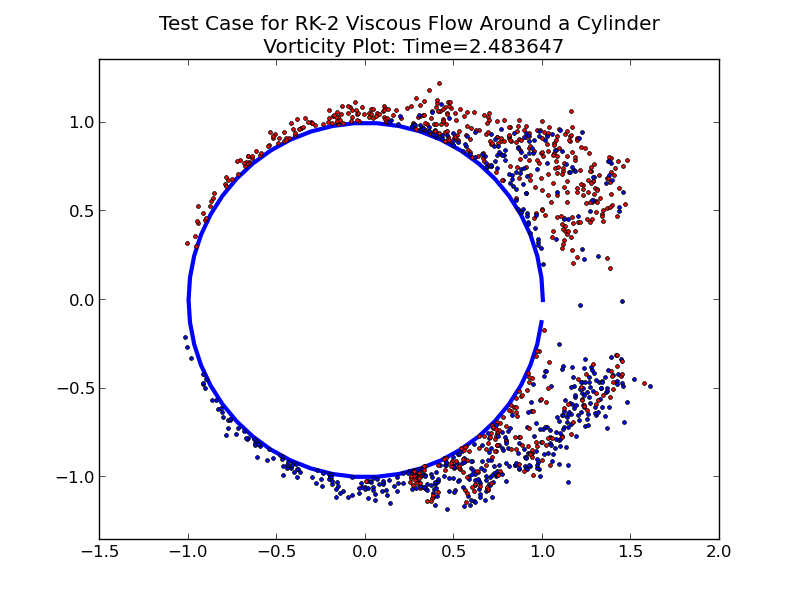 Test Case for RK-2 Viscous Flow Around a Cylinder
Vorticity Plot: Time=2.483647
1.0
0.5
0.0
−0.5
−1.0
−1.5 −1.0 −0.5 0.0 0.5 1.0 1.5 2.0